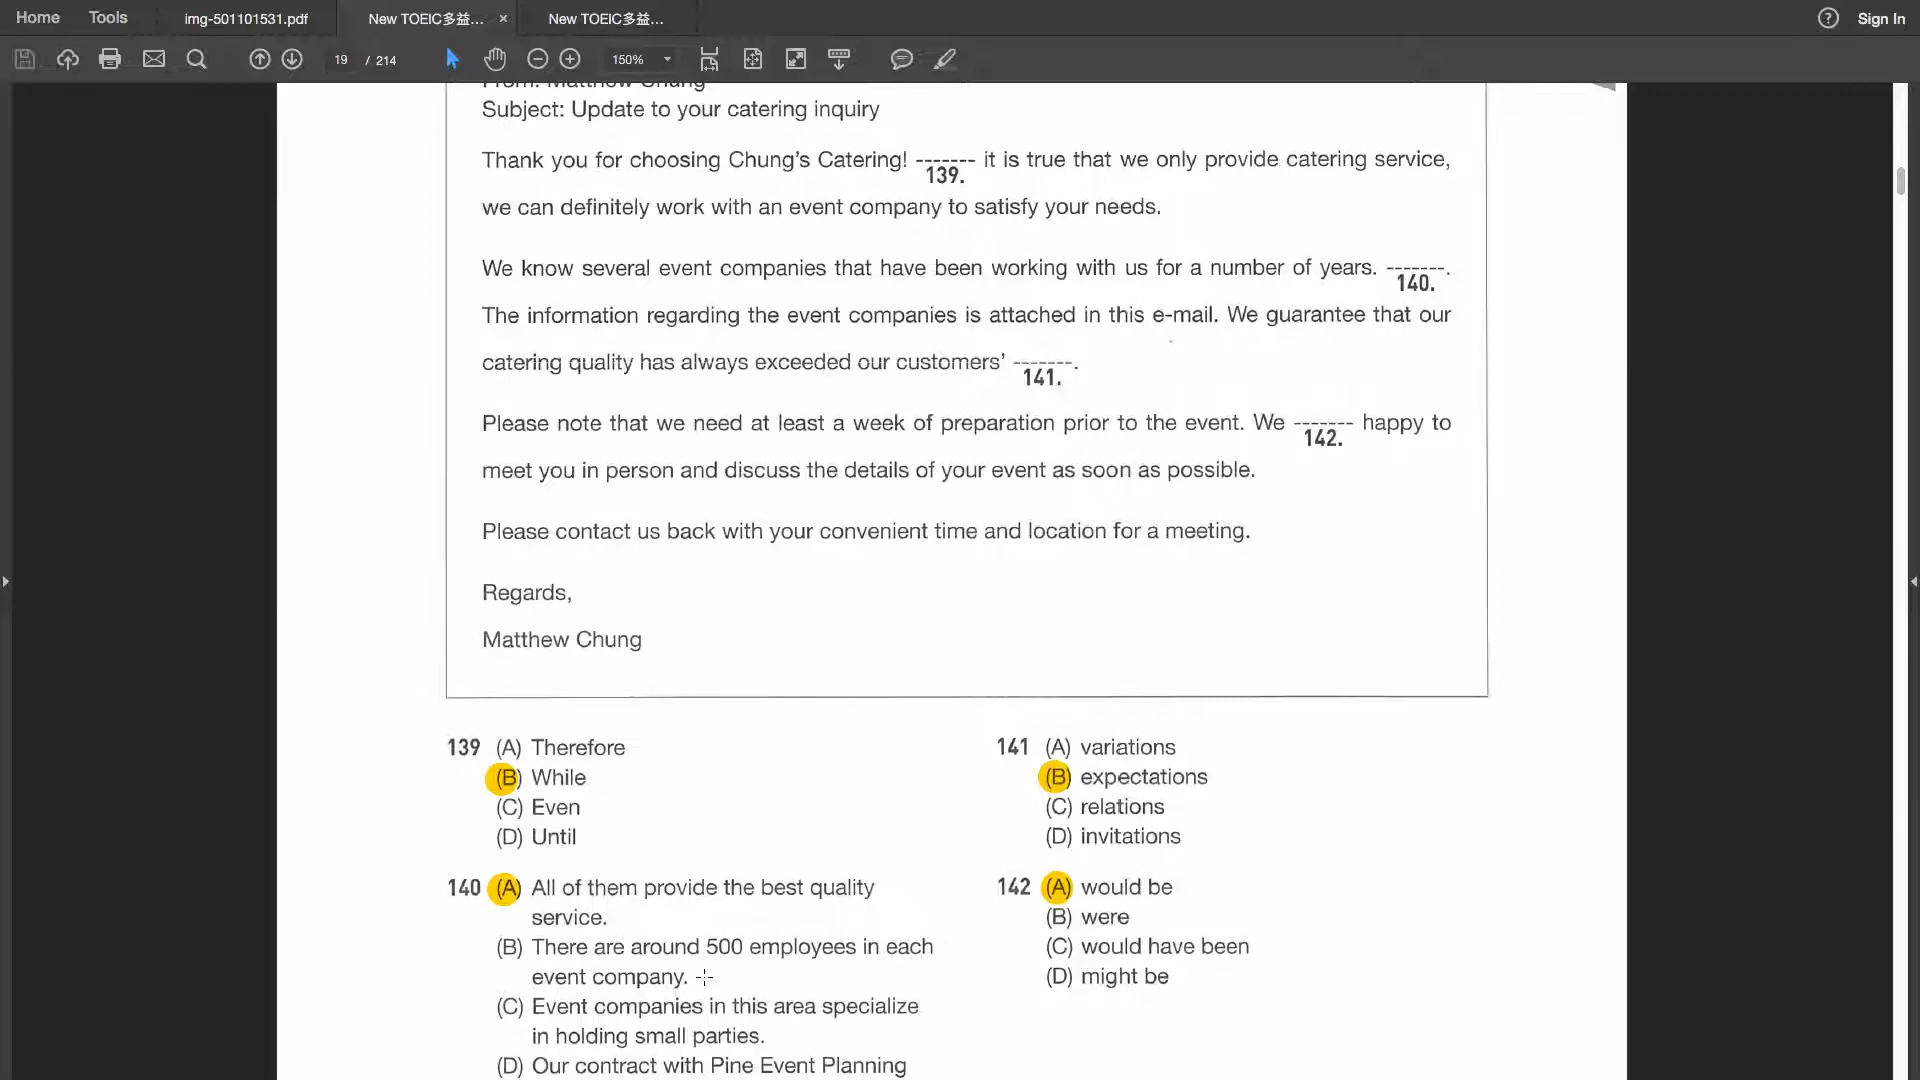 Home Tools img-501101531.pdf New TOEIC多益... × New TOEIC多益... ? Sign In
19 / 214 150%
From: Matthew Chung
Subject: Update to your catering inquiry
Thank you for choosing Chung's Catering! ------- it is true that we only provide catering service,
139.
we can definitely work with an event company to satisfy your needs.
We know several event companies that have been working with us for a number of years. -------.
140.
The information regarding the event companies is attached in this e-mail. We guarantee that our
catering quality has always exceeded our customers' -------.
141.
Please note that we need at least a week of preparation prior to the event. We ------- happy to
142.
meet you in person and discuss the details of your event as soon as possible.
Please contact us back with your convenient time and location for a meeting.
Regards,
Matthew Chung
139 (A) Therefore
(B) While
(C) Even
(D) Until
140 (A) All of them provide the best quality
service.
(B) There are around 500 employees in each
event company.
(C) Event companies in this area specialize
in holding small parties.
(D) Our contract with Pine Event Planning
141 (A) variations
(B) expectations
(C) relations
(D) invitations
142 (A) would be
(B) were
(C) would have been
(D) might be